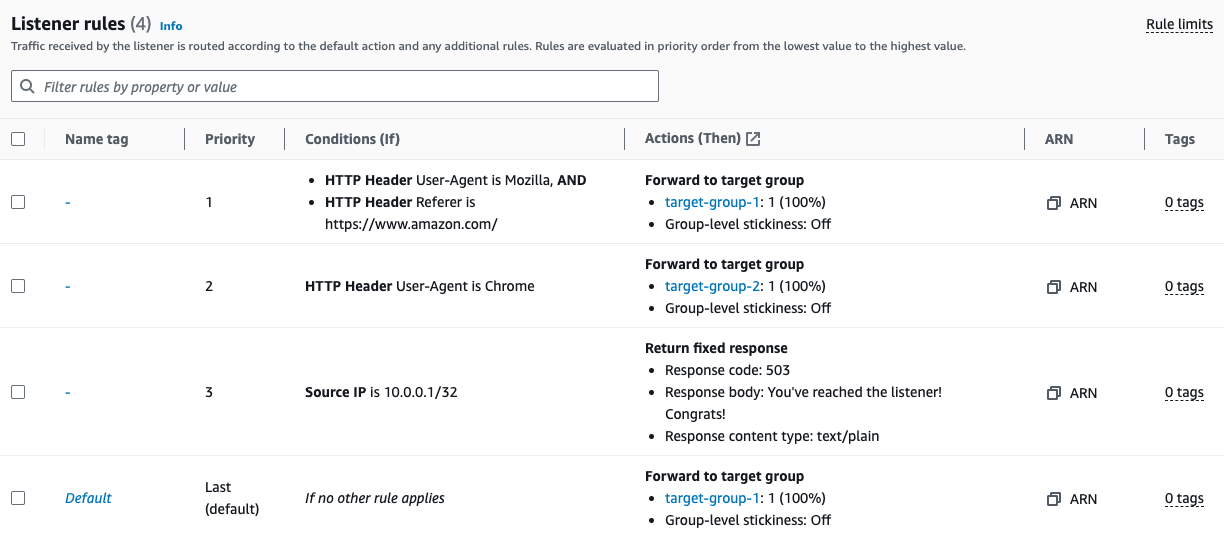 Listener rules (4) Info
Rule limits
Traffic received by the listener is routed according to the default action and any additional rules. Rules are evaluated in priority order from the lowest value to the highest value.
Filter rules by property or value
Name tag Priority Conditions (If) Actions (Then) ARN Tags
- 1
• HTTP Header User-Agent is Mozilla, AND
• HTTP Header Referer is
https://www.amazon.com/
Forward to target group
• target-group-1: 1 (100%)
• Group-level stickiness: Off
ARN 0 tags
- 2
HTTP Header User-Agent is Chrome
Forward to target group
• target-group-2: 1 (100%)
• Group-level stickiness: Off
ARN 0 tags
- 3
Source IP is 10.0.0.1/32
Return fixed response
• Response code: 503
• Response body: You've reached the listener!
Congrats!
• Response content type: text/plain
ARN 0 tags
Default
Last
(default)
If no other rule applies
Forward to target group
• target-group-1: 1 (100%)
• Group-level stickiness: Off
ARN 0 tags